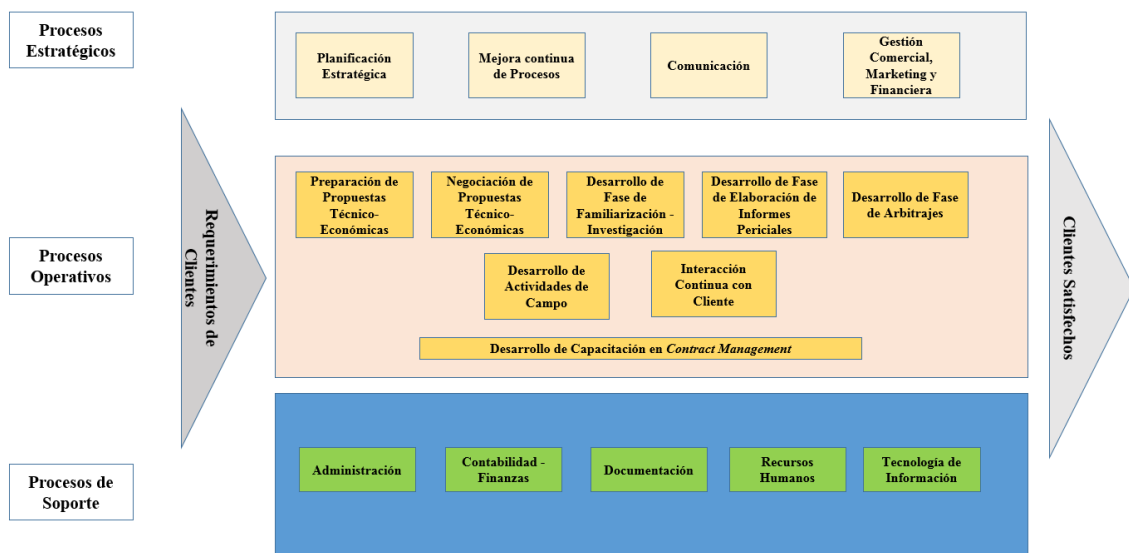 Procesos
Estratégicos
Planificación
Estratégica
Mejora continua
de Procesos
Comunicación
Gestión
Comercial,
Marketing y
Financiera
Requerimientos de
Clientes
Procesos
Operativos
Preparación de
Propuestas
Técnico-
Económicas
Negociación de
Propuestas
Técnico-
Económicas
Desarrollo de
Fase de
Familiarización -
Investigación
Desarrollo de Fase
de Elaboración de
Informes
Periciales
Desarrollo de Fase
de Arbitrajes
Desarrollo de
Actividades de
Campo
Interacción
Continua con
Cliente
Desarrollo de Capacitación en Contract Management
Clientes Satisfechos
Procesos de
Soporte
Administración
Contabilidad -
Finanzas
Documentación
Recursos
Humanos
Tecnología de
Información